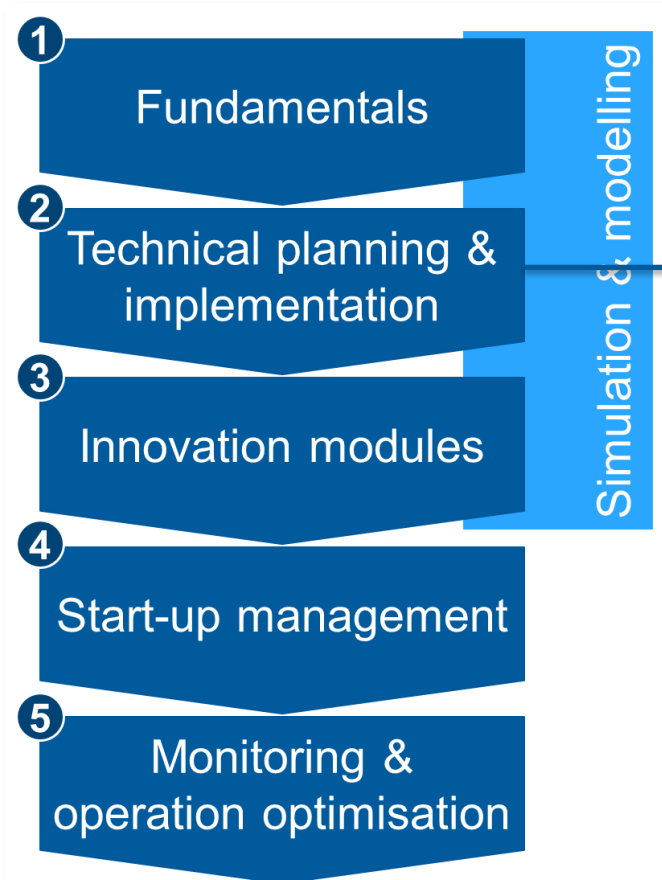 1
Fundamentals
2
Technical planning &
implementation
3
Innovation modules
4
Start-up management
5
Monitoring &
operation optimisation
Simulation & modelling